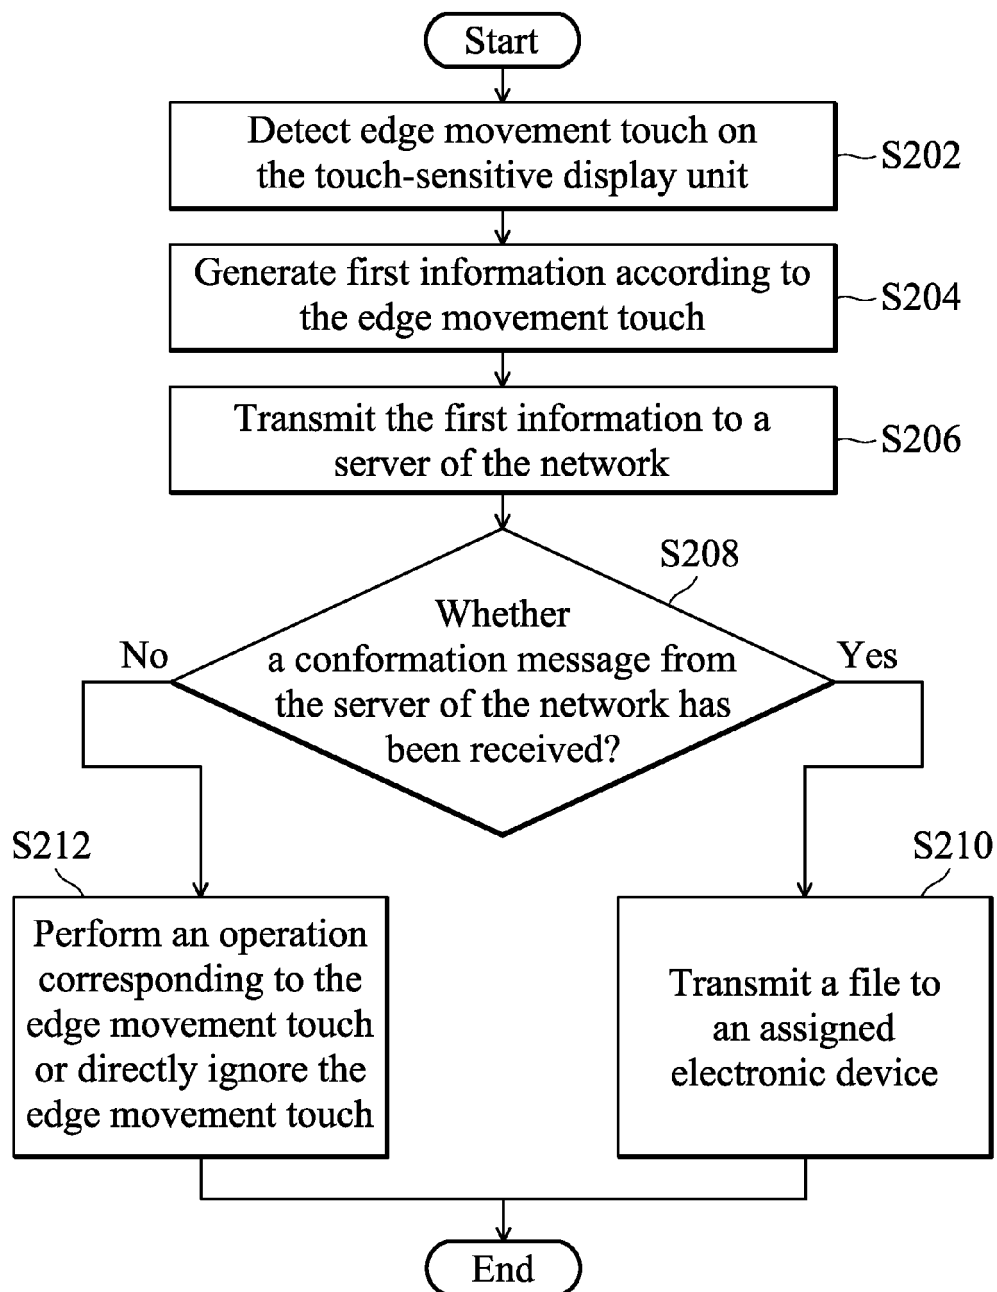 Start
Detect edge movement touch on
the touch-sensitive display unit
S202
Generate first information according to
the edge movement touch
S204
Transmit the first information to a
server of the network
S206
S208
Whether
a conformation message from
the server of the network has
been received?
No
Yes
S212
Perform an operation
corresponding to the
edge movement touch
or directly ignore the
edge movement touch
S210
Transmit a file to
an assigned
electronic device
End